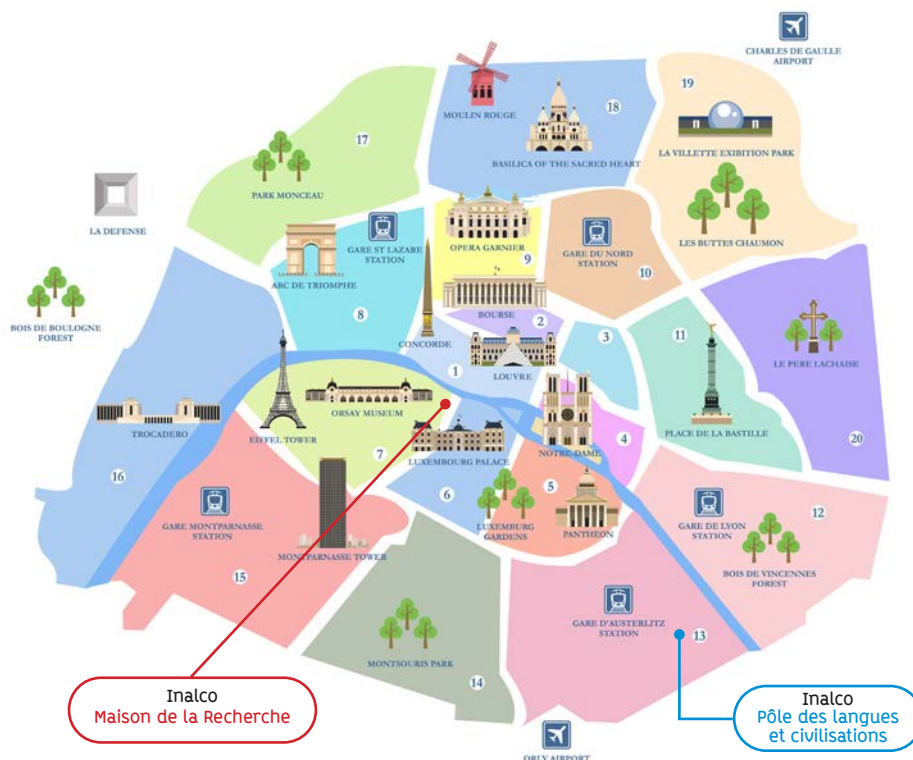 CHARLES DE GAULLE
AIRPORT
19
18
MOULIN ROUGE
17
LA VILLETTE EXIBITION PARK
BASILICA OF THE SACRED HEART
PARK MONCEAU
LA DEFENSE
GARE ST LAZARE
STATION
OPERA GARNIER
9
GARE DU NORD
STATION
10
LES BUTTES CHAUMON
ARC DE TRIOMPHE
8
BOIS DE BOULOGNE
FOREST
BOURSE
2
CONCORDE
3
11
LE PERE LACHAISE
1
LOUVRE
ORSAY MUSEUM
TROCADERO
EIFFEL TOWER
7
LUXEMBOURG PALACE
NOTRE-DAME
4
PLACE DE LA BASTILLE
20
16
6
5
GARE MONTPARNASSE
STATION
LUXEMBURG
GARDENS
PANTHEON
GARE DE LYON
STATION
12
MONTPARNASSE TOWER
BOIS DE VINCENNES
FOREST
15
GARE D'AUSTERLITZ
STATION
13
MONTSOURIS PARK
14
Inalco
Maison de la Recherche
Inalco
Pôle des langues
et civilisations
ORLY AIRPORT